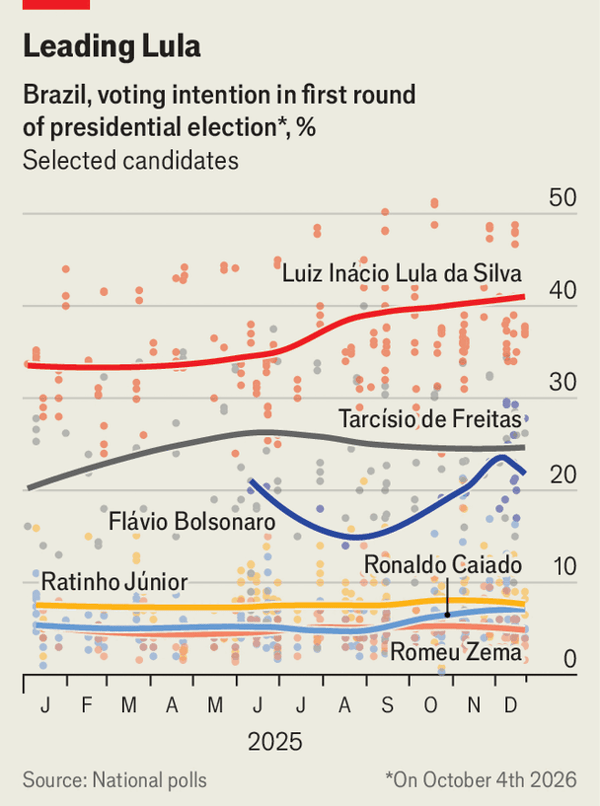 Leading Lula
Brazil, voting intention in first round
of presidential election*, %
Selected candidates
50
Luiz Inácio Lula da Silva
40
30
Tarcísio de Freitas
20
Flávio Bolsonaro
Ronaldo Caiado
10
Ratinho Júnior
Romeu Zema
0
J F M A M J J A S O N D
2025
Source: National polls
*On October 4th 2026